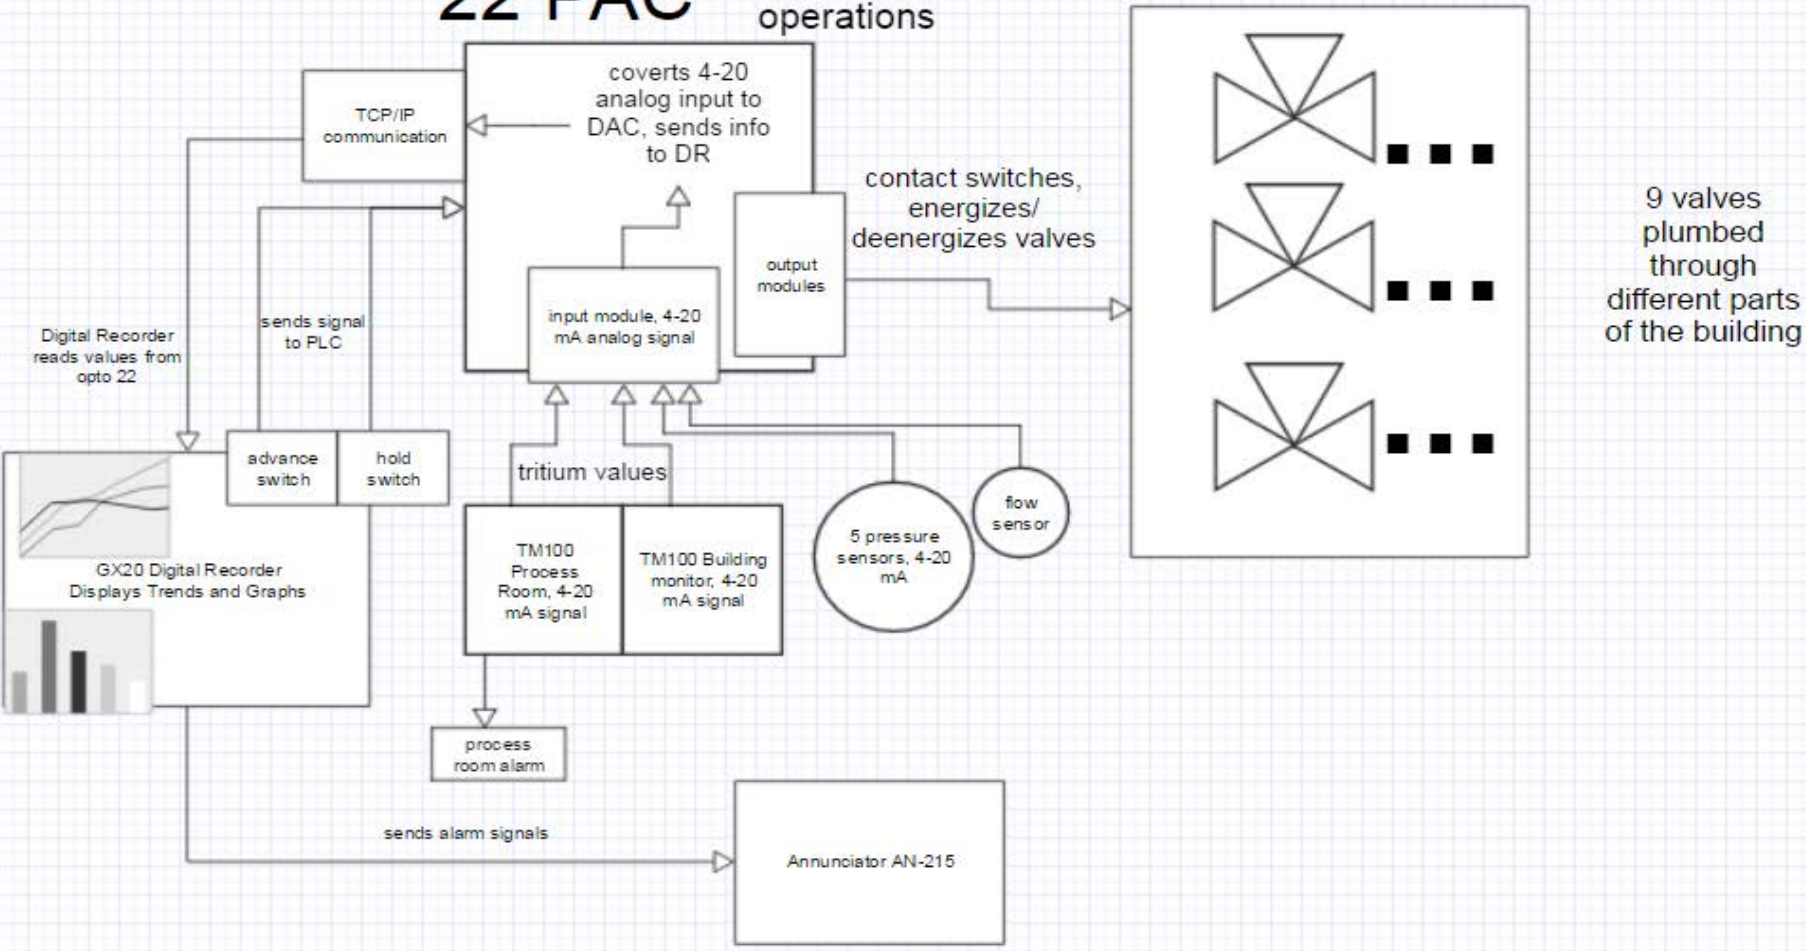 22 PAC
operations
coverts 4-20
analog input to
DAC, sends info
to DR
TCP/IP
communication
contact switches,
energizes/
deenergizes valves
output
modules
input module, 4-20
mA analog signal
9 valves
plumbed
through
different parts
of the building
Digital Recorder
reads values from
opto 22
sends signal
to PLC
advance
switch
hold
switch
tritium values
GX20 Digital Recorder
Displays Trends and Graphs
TM100
Process
Room, 4-20
mA signal
TM100 Building
monitor, 4-20
mA signal
5 pressure
sensors, 4-20
mA
flow
sensor
process
room alarm
sends alarm signals
Annunciator AN-215